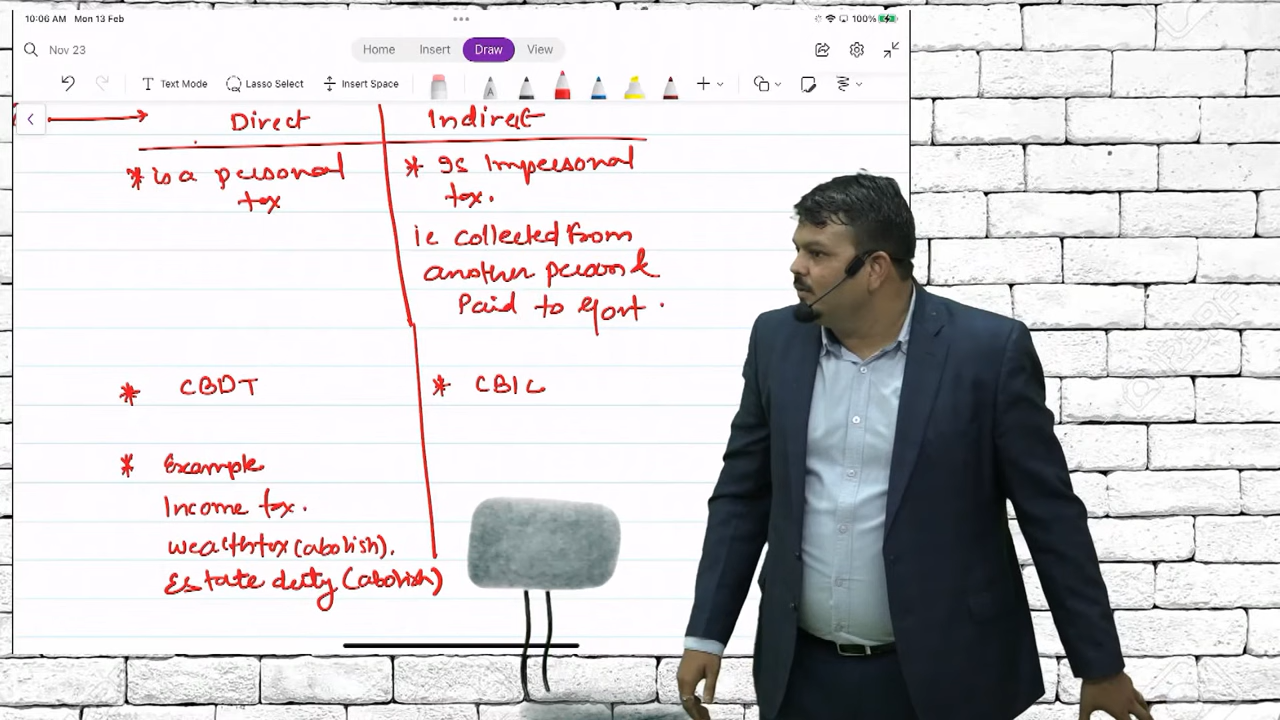 10:06 AM Mon 13 Feb
100%
Nov 23
Home Insert Draw View
Text Mode Lasso Select Insert Space
Direct
* is a personal
tax
* CBDT
* Example
Income tax.
wealth tax (abolish).
Estate duty (abolish)
Indirect
* Is Impersonal
tax.
ie collected from
another person &
Paid to Govt.
* CBIC